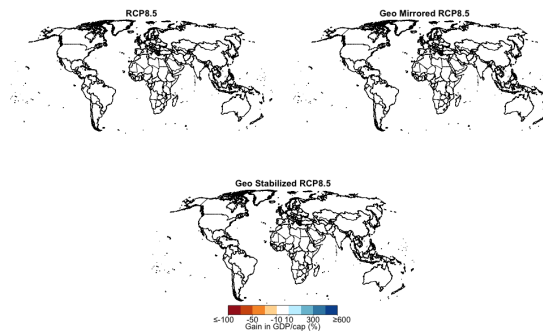 RCP8.5
Geo Mirrored RCP8.5
Geo Stabilized RCP8.5
≤-100 -50 -10 10 300 ≥600
Gain in GDP/cap (%)